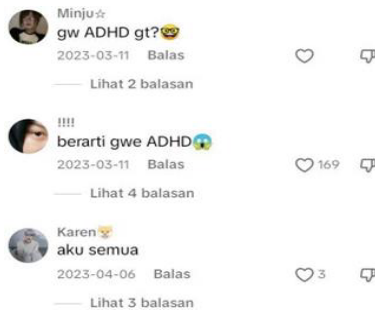 Minju☆
gw ADHD gt?🤓
2023-03-11 Balas
Lihat 2 balasan
!!!!
berarti gwe ADHD😱
2023-03-11 Balas 169
Lihat 4 balasan
Karen😼
aku semua
2023-04-06 Balas 3
Lihat 3 balasan